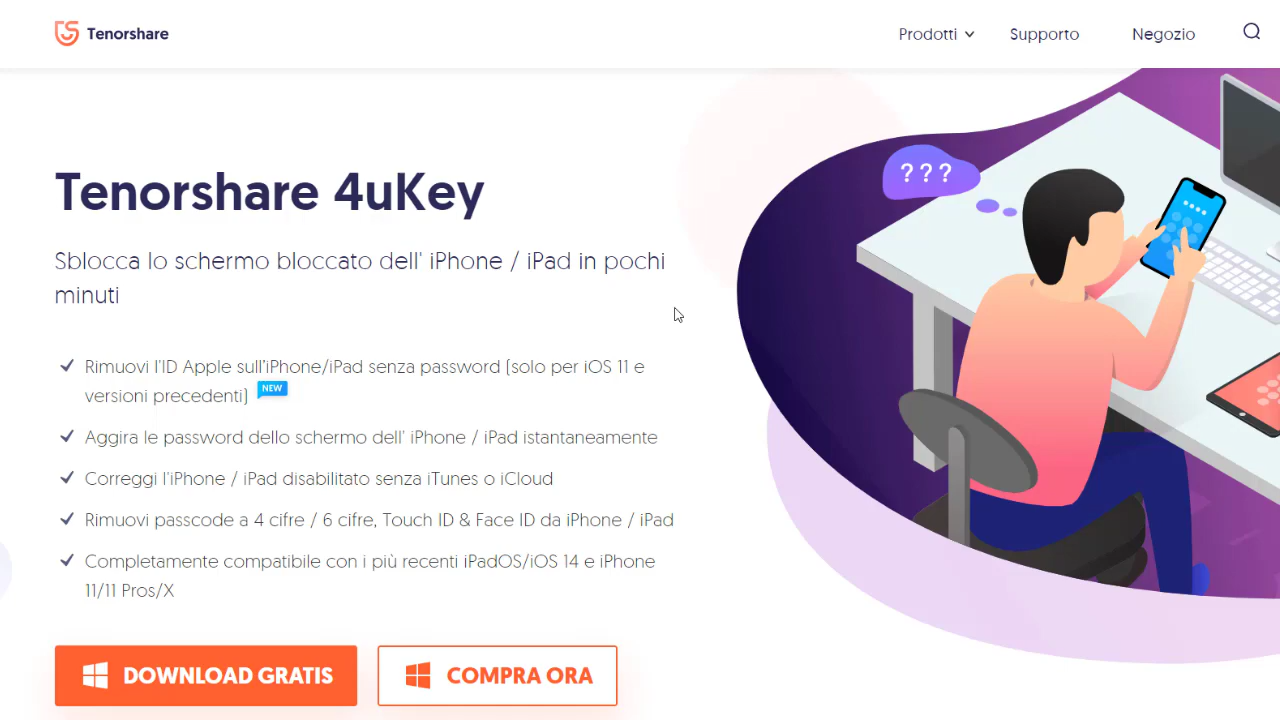 Tenorshare
Prodotti
Supporto
Negozio
???
Tenorshare 4uKey
Sblocca lo schermo bloccato dell' iPhone / iPad in pochi
minuti
Rimuovi l'ID Apple sull'iPhone/iPad senza password (solo per iOS 11 e
versioni precedenti) NEW
Aggira le password dello schermo dell' iPhone / iPad istantaneamente
Correggi l'iPhone / iPad disabilitato senza iTunes o iCloud
Rimuovi passcode a 4 cifre / 6 cifre, Touch ID & Face ID da iPhone / iPad
Completamente compatibile con i più recenti iPadOS/iOS 14 e iPhone
11/11 Pros/X
DOWNLOAD GRATIS
COMPRA ORA